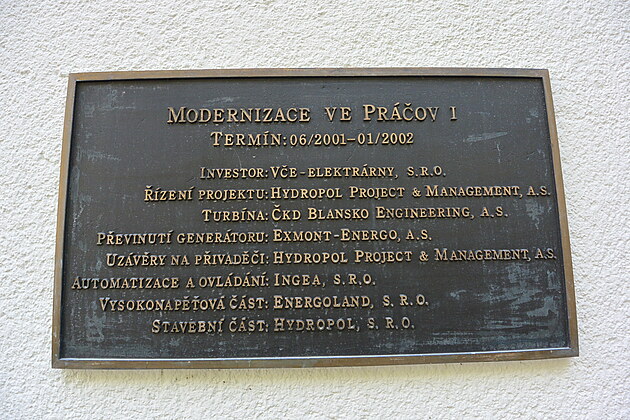 MODERNIZACE VE PRÁČOV I
TERMÍN: 06/2001-01/2002
INVESTOR: VČE-ELEKTRÁRNY, S.R.O.
ŘÍZENÍ PROJEKTU: HYDROPOL PROJECT & MANAGEMENT, A.S.
TURBÍNA: ČKD BLANSKO ENGINEERING, A.S.
PŘEVINUTÍ GENERÁTORU: EXMONT-ENERGO, A.S.
UZÁVĚRY NA PŘIVÁDĚČI: HYDROPOL PROJECT & MANAGEMENT, A.S.
AUTOMATIZACE A OVLÁDÁNÍ: INGEA, S.R.O.
VYSOKONAPĚŤOVÁ ČÁST: ENERGOLAND, S.R.O.
STAVEBNÍ ČÁST: HYDROPOL, S.R.O.